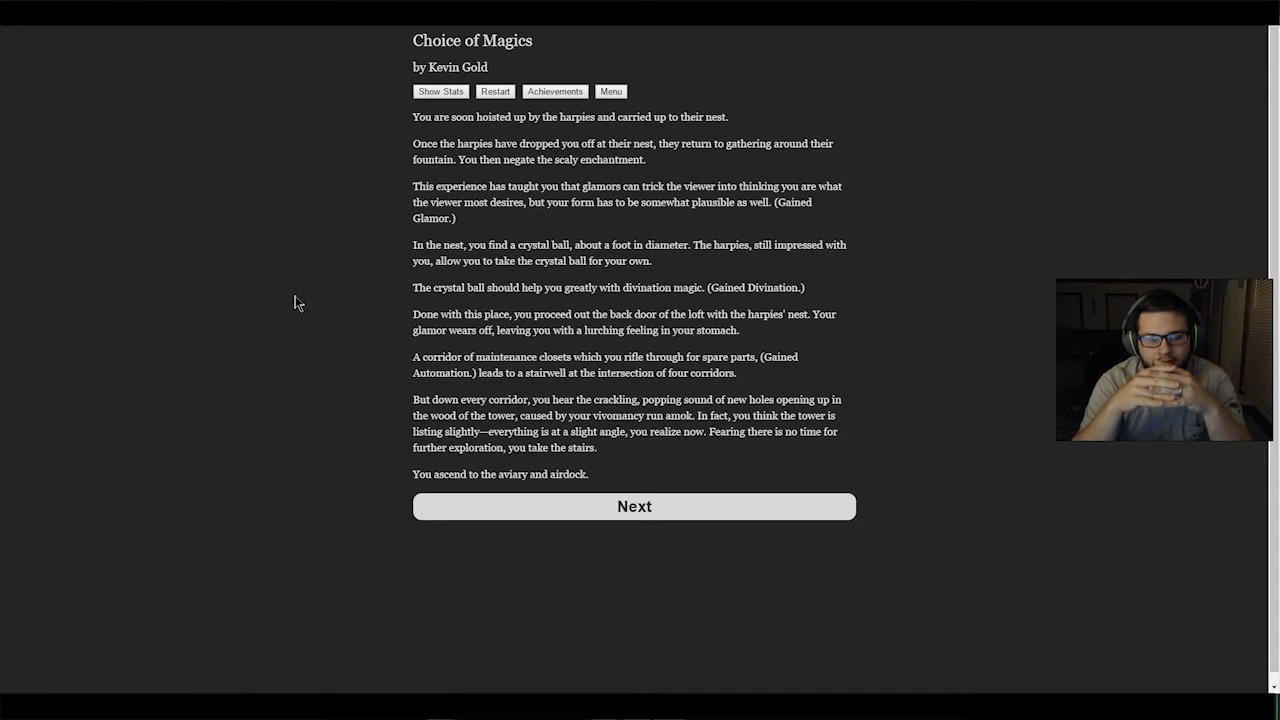 Choice of Magics
by Kevin Gold
Show Stats Restart Achievements Menu
You are soon hoisted up by the harpies and carried up to their nest.
Once the harpies have dropped you off at their nest, they return to gathering around their
fountain. You then negate the scaly enchantment.
This experience has taught you that glamors can trick the viewer into thinking you are what
the viewer most desires, but your form has to be somewhat plausible as well. (Gained
Glamor.)
In the nest, you find a crystal ball, about a foot in diameter. The harpies, still impressed with
you, allow you to take the crystal ball for your own.
The crystal ball should help you greatly with divination magic. (Gained Divination.)
Done with this place, you proceed out the back door of the loft with the harpies' nest. Your
glamor wears off, leaving you with a lurching feeling in your stomach.
A corridor of maintenance closets which you rifle through for spare parts, (Gained
Automation.) leads to a stairwell at the intersection of four corridors.
But down every corridor, you hear the crackling, popping sound of new holes opening up in
the wood of the tower, caused by your vivomancy run amok. In fact, you think the tower is
listing slightly—everything is at a slight angle, you realize now. Fearing there is no time for
further exploration, you take the stairs.
You ascend to the aviary and airdock.
Next